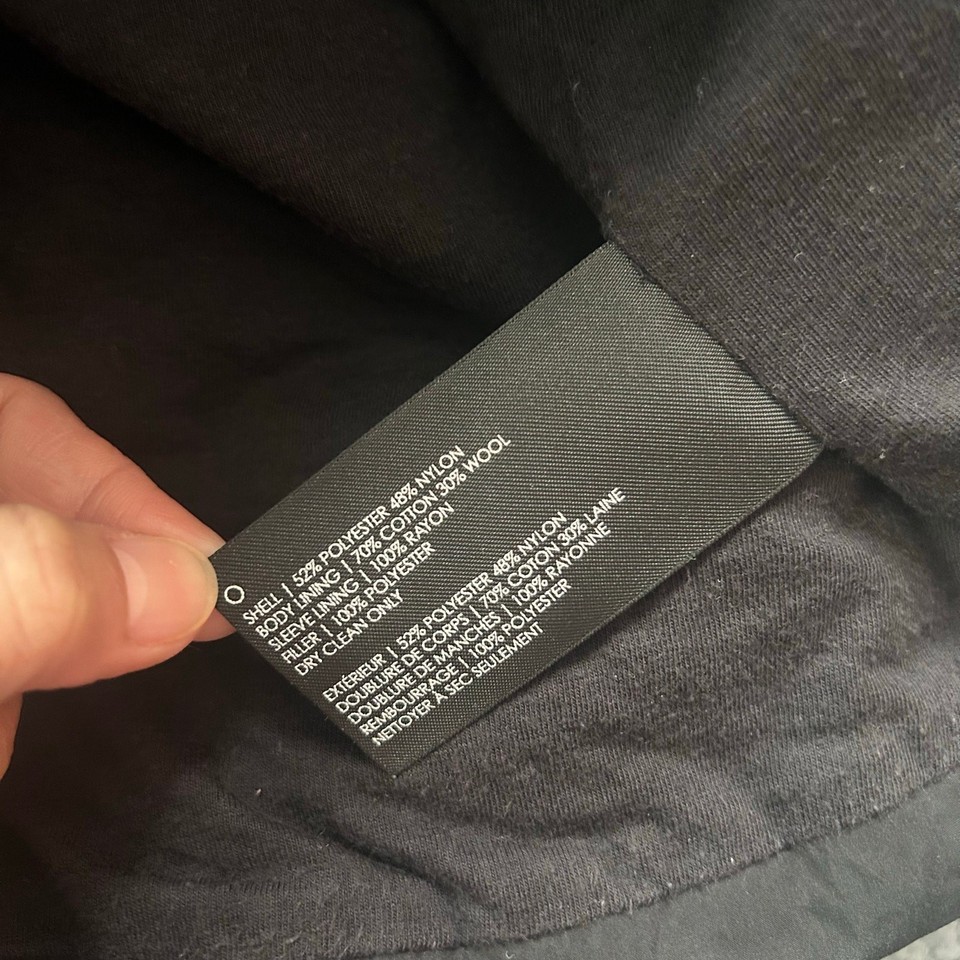 SHELL | 52% POLYESTER 48% NYLON
BODY LINING | 70% COTTON 30% WOOL
SLEEVE LINING | 100% RAYON
FILLER | 100% POLYESTER
DRY CLEAN ONLY
EXTÉRIEUR | 52% POLYESTER 48% NYLON
DOUBLURE DE CORPS | 70% COTON 30% LAINE
DOUBLURE DE MANCHES | 100% RAYONNE
REMBOURRAGE | 100% POLYESTER
NETTOYER À SEC SEULEMENT